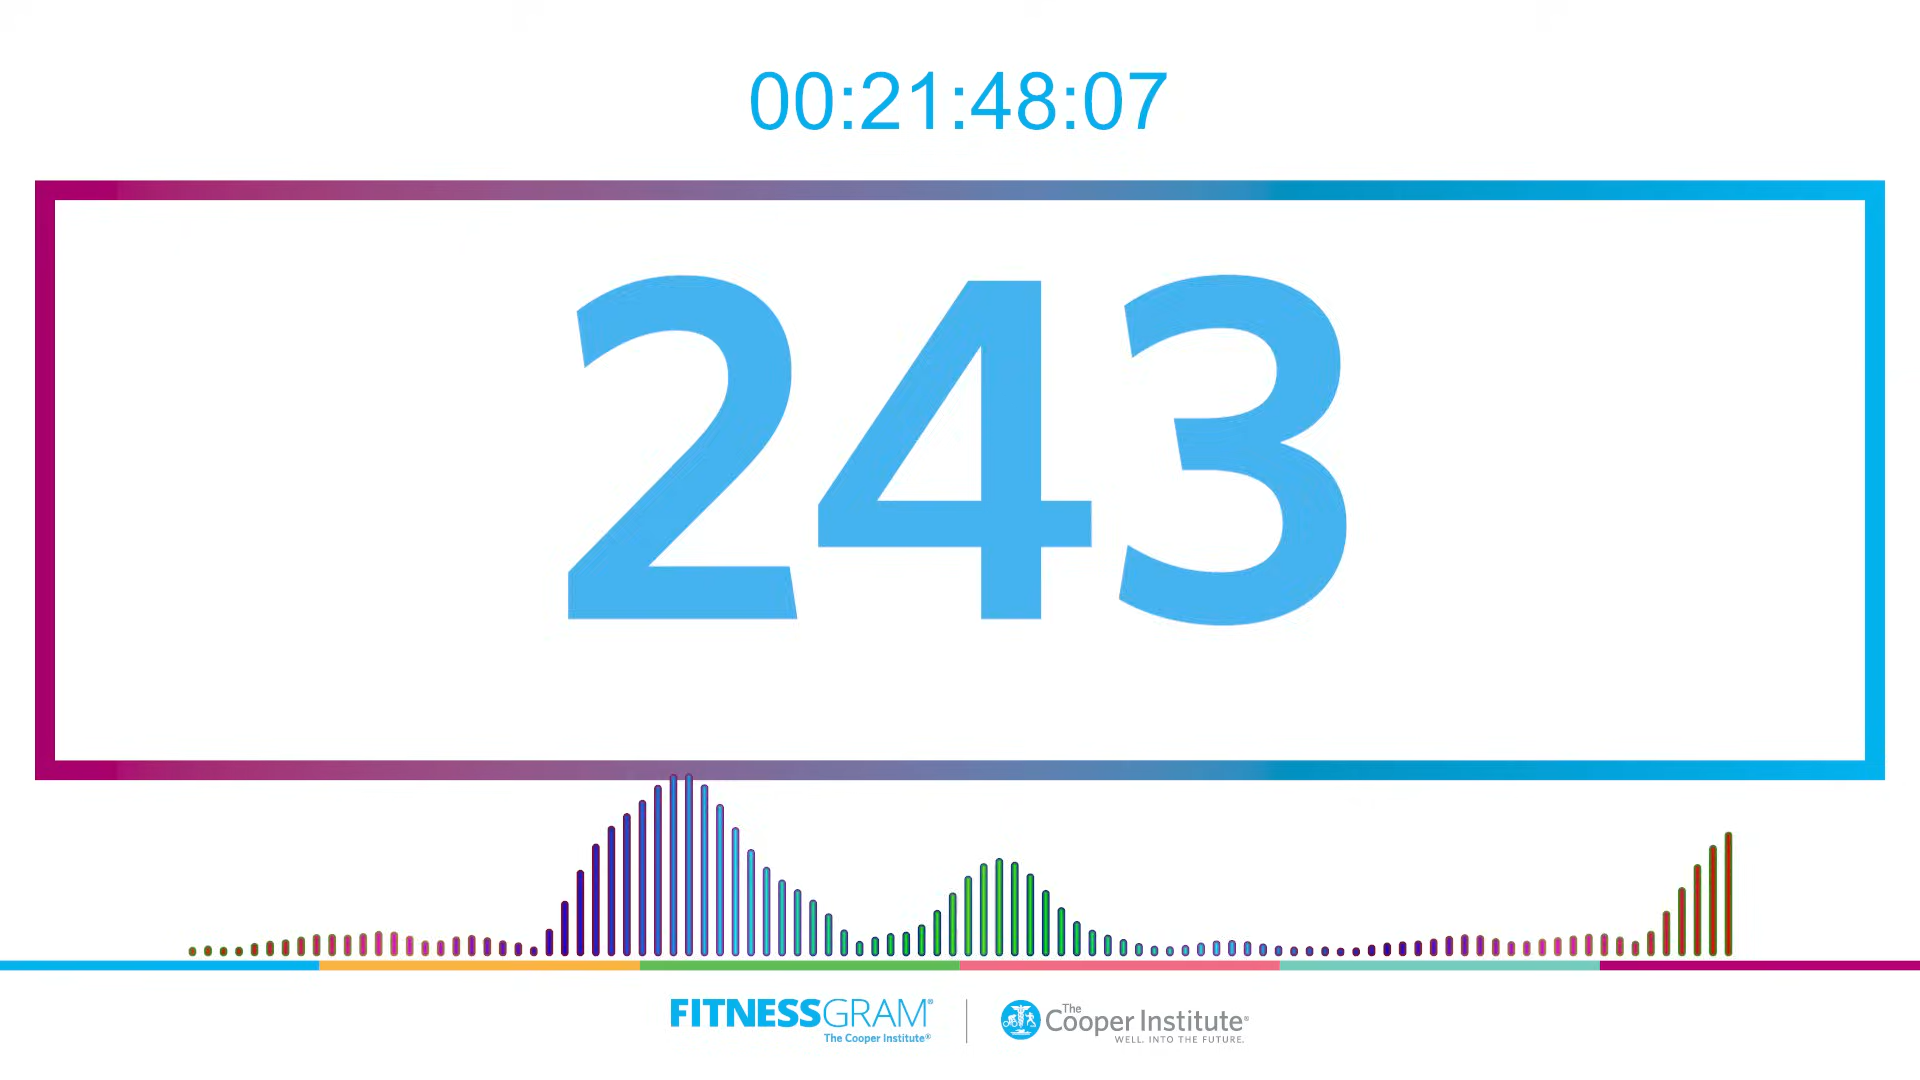 00:21:48:07
243
FITNESSGRAM®
The Cooper Institute®
The
Cooper Institute®
WELL. INTO THE FUTURE.